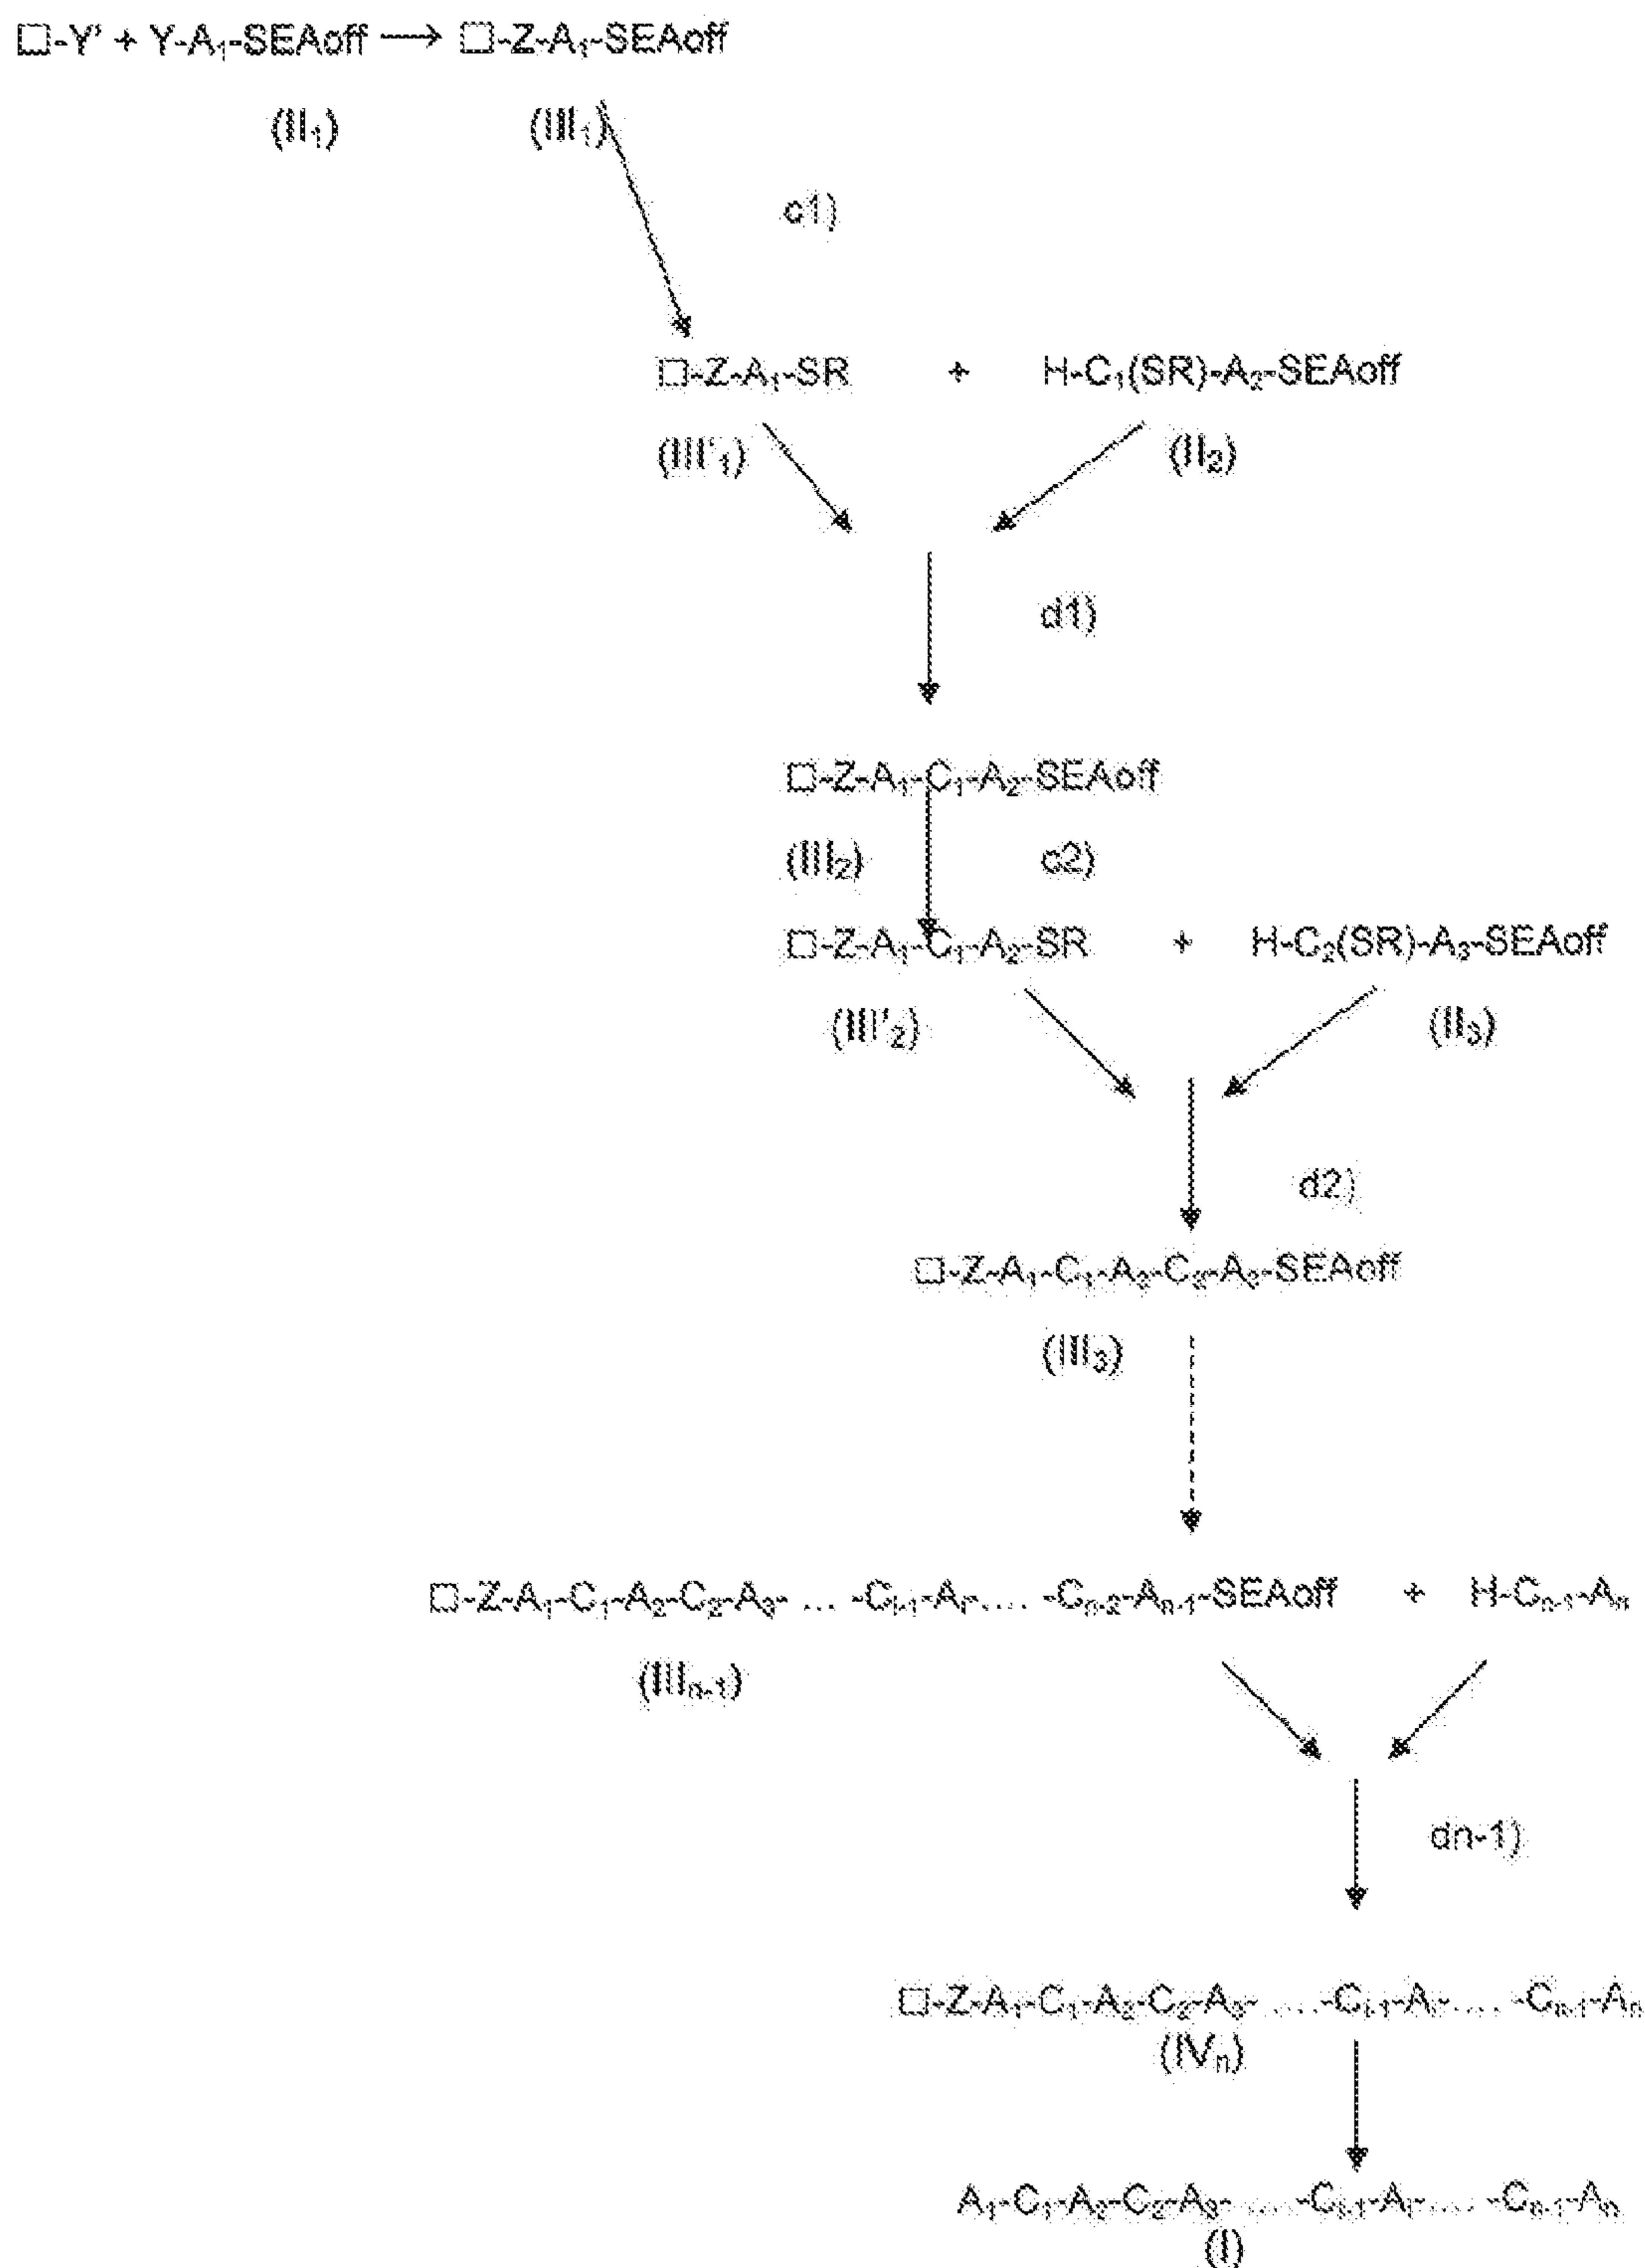 □-Y' + Y-A₁-SEAoff → □-Z-A₁-SEAoff
(II₁) (III₁)
c1)
□-Z-A₁-SR + H-C₁(SR)-A₂-SEAoff
(III'₁) (II₂)
d1)
□-Z-A₁-C₁-A₂-SEAoff
(III₂) c2)
□-Z-A₁-C₁-A₂-SR + H-C₂(SR)-A₃-SEAoff
(III'₂) (II₃)
d2)
□-Z-A₁-C₁-A₂-C₂-A₃-SEAoff
(III₃)
□-Z-A₁-C₁-A₂-C₂-A₃- ... -Cᵢ₋₁-Aᵢ-.... -Cₙ₋₂-Aₙ₋₁-SEAoff + H-Cₙ₋₁-Aₙ
(IIIₙ₋₁)
dn-1)
□-Z-A₁-C₁-A₂-C₂-A₃- .....-Cᵢ₋₁-Aᵢ-.... -Cₙ₋₁-Aₙ
(IVₙ)
A₁-C₁-A₂-C₂-A₃- .....-Cᵢ₋₁-Aᵢ-.... -Cₙ₋₁-Aₙ
(I)